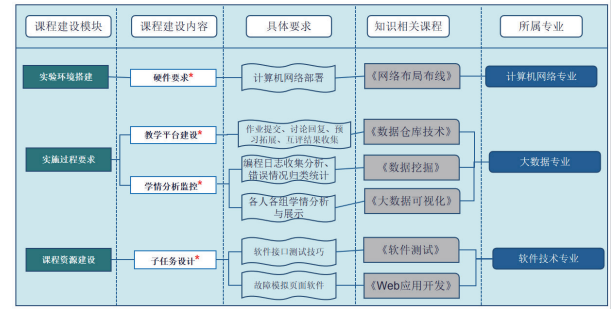 课程建设模块
课程建设内容
具体要求
知识相关课程
所属专业
实验环境搭建
硬件要求*
计算机网络部署
《网络布局布线》
计算机网络专业
实施过程要求
教学平台建设*
作业提交、讨论回复、预
习拓展、互评结果收集
《数据仓库技术》
大数据专业
学情分析监控*
编程日志收集分析、
错误情况归类统计
《数据挖掘》
各人各组学情分析
与展示
《大数据可视化》
课程资源建设
子任务设计*
软件接口测试技巧
《软件测试》
软件技术专业
故障模拟页面软件
《Web应用开发》